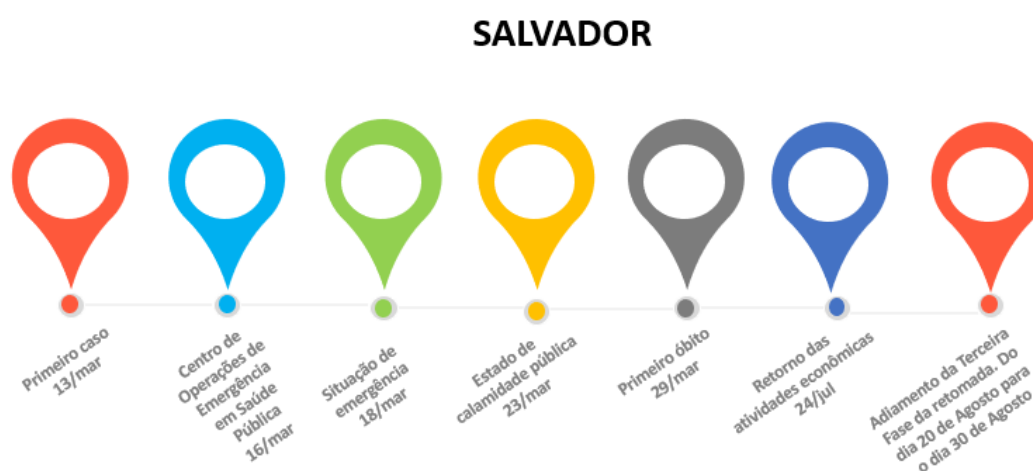 SALVADOR
Primeiro caso
13/mar
Centro de
Operações de
Emergência
em Saúde
Pública
16/mar
Situação de
emergência
18/mar
Estado de
calamidade pública
23/mar
Primeiro óbito
29/mar
Retorno das
atividades econômicas
24/jul
Adiamento da Terceira
Fase da retomada. Do
dia 20 de Agosto para
o dia 30 de Agosto